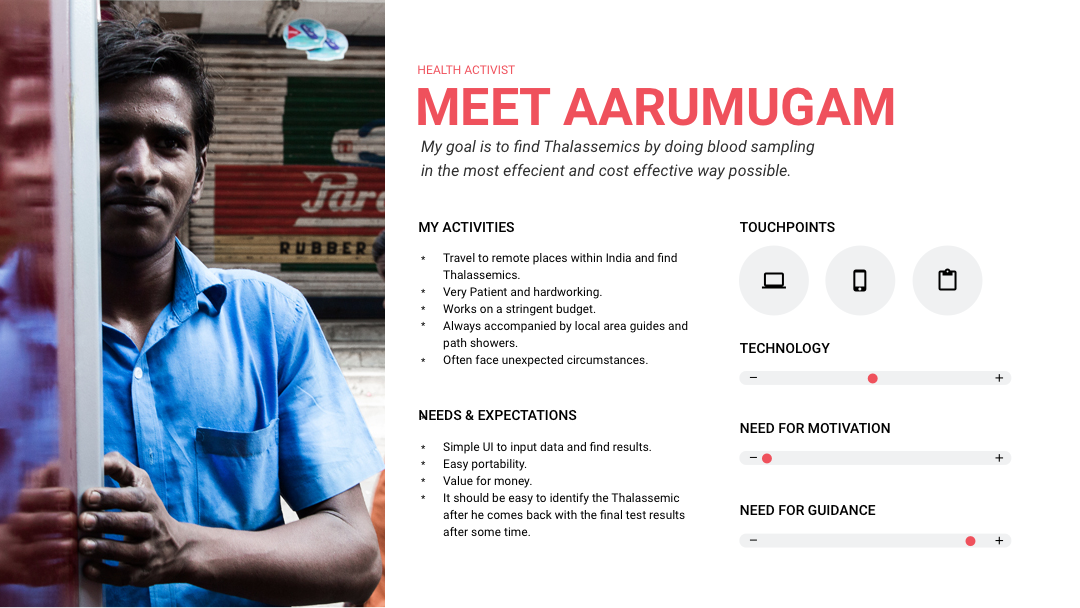 HEALTH ACTIVIST
MEET AARUMUGAM
My goal is to find Thalassemics by doing blood sampling
in the most effecient and cost effective way possible.
MY ACTIVITIES
* Travel to remote places within India and find
Thalassemics.
* Very Patient and hardworking.
* Works on a stringent budget.
* Always accompanied by local area guides and
path showers.
* Often face unexpected circumstances.
NEEDS & EXPECTATIONS
* Simple UI to input data and find results.
* Easy portability.
* Value for money.
* It should be easy to identify the Thalassemic
after he comes back with the final test results
after some time.
TOUCHPOINTS
TECHNOLOGY
− +
NEED FOR MOTIVATION
− +
NEED FOR GUIDANCE
− +
RUBBER